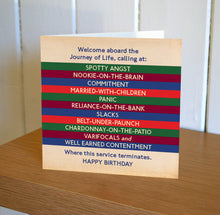 Welcome aboard the
Journey of Life, calling at:
SPOTTY ANGST
NOOKIE-ON-THE-BRAIN
COMMITMENT
MARRIED-WITH-CHILDREN
PANIC
RELIANCE-ON-THE-BANK
SLACKS
BELT-UNDER-PAUNCH
CHARDONNAY-ON-THE-PATIO
VARIFOCALS and
WELL EARNED CONTENTMENT
Where this service terminates.
HAPPY BIRTHDAY